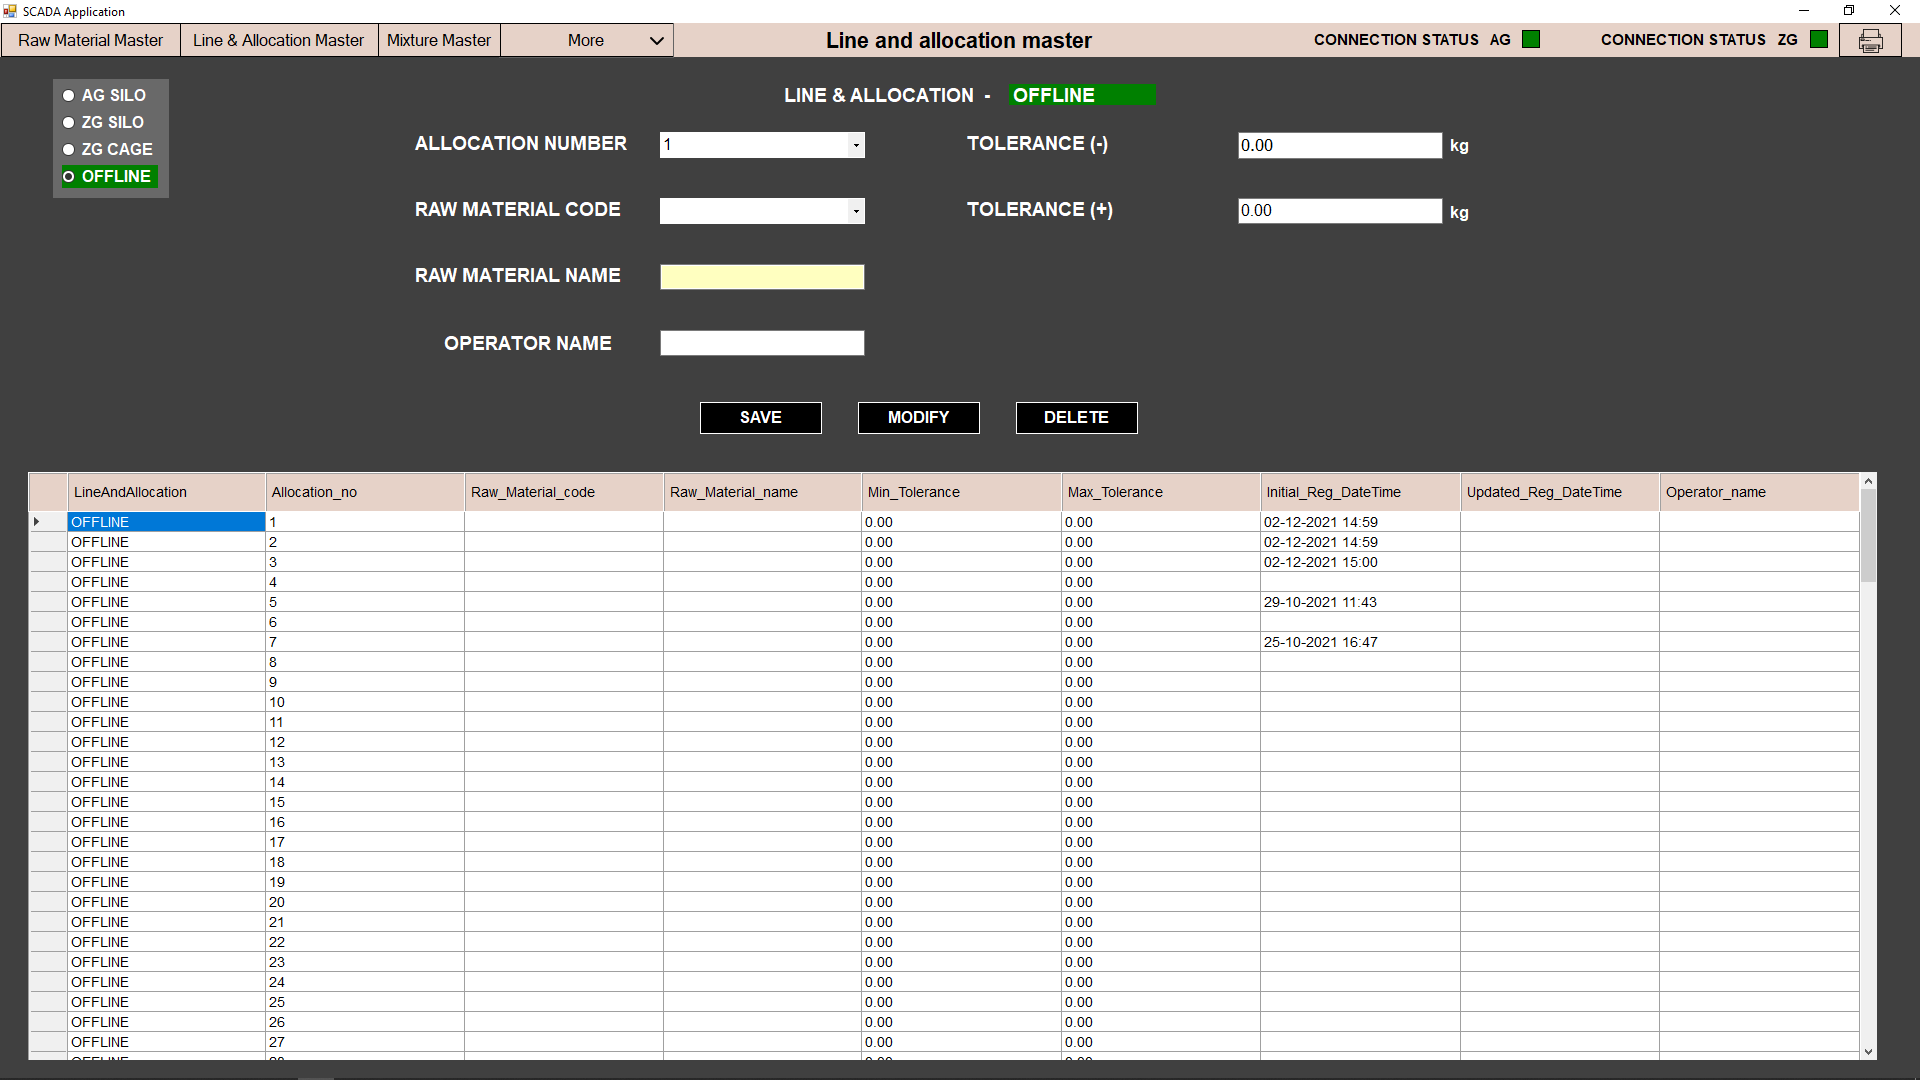 SCADA Application
Raw Material Master Line & Allocation Master Mixture Master More Line and allocation master CONNECTION STATUS AG CONNECTION STATUS ZG
AG SILO
ZG SILO
ZG CAGE
OFFLINE
LINE & ALLOCATION - OFFLINE
ALLOCATION NUMBER 1 TOLERANCE (-) 0.00 kg
RAW MATERIAL CODE TOLERANCE (+) 0.00 kg
RAW MATERIAL NAME
OPERATOR NAME
SAVE MODIFY DELETE
LineAndAllocation Allocation_no Raw_Material_code Raw_Material_name Min_Tolerance Max_Tolerance Initial_Reg_DateTime Updated_Reg_DateTime Operator_name
OFFLINE 1 0.00 0.00 02-12-2021 14:59
OFFLINE 2 0.00 0.00 02-12-2021 14:59
OFFLINE 3 0.00 0.00 02-12-2021 15:00
OFFLINE 4 0.00 0.00
OFFLINE 5 0.00 0.00 29-10-2021 11:43
OFFLINE 6 0.00 0.00
OFFLINE 7 0.00 0.00 25-10-2021 16:47
OFFLINE 8 0.00 0.00
OFFLINE 9 0.00 0.00
OFFLINE 10 0.00 0.00
OFFLINE 11 0.00 0.00
OFFLINE 12 0.00 0.00
OFFLINE 13 0.00 0.00
OFFLINE 14 0.00 0.00
OFFLINE 15 0.00 0.00
OFFLINE 16 0.00 0.00
OFFLINE 17 0.00 0.00
OFFLINE 18 0.00 0.00
OFFLINE 19 0.00 0.00
OFFLINE 20 0.00 0.00
OFFLINE 21 0.00 0.00
OFFLINE 22 0.00 0.00
OFFLINE 23 0.00 0.00
OFFLINE 24 0.00 0.00
OFFLINE 25 0.00 0.00
OFFLINE 26 0.00 0.00
OFFLINE 27 0.00 0.00